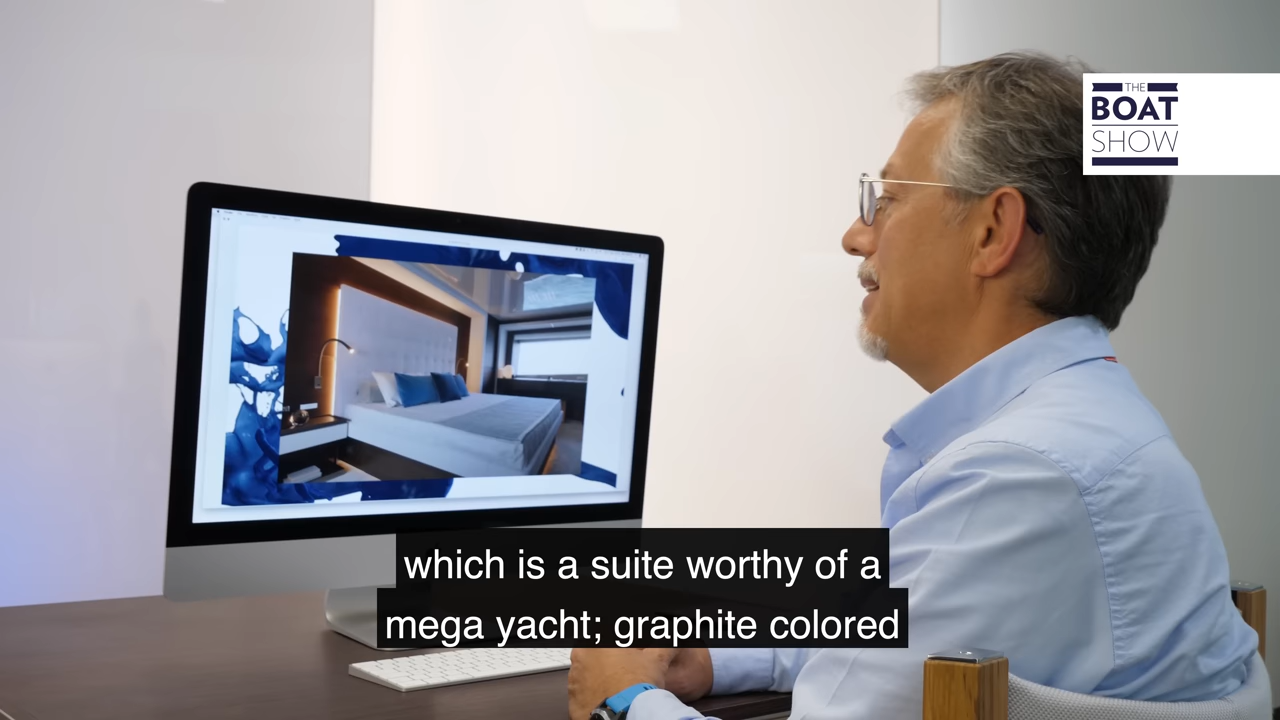 THE
BOAT
SHOW
which is a suite worthy of a
mega yacht; graphite colored